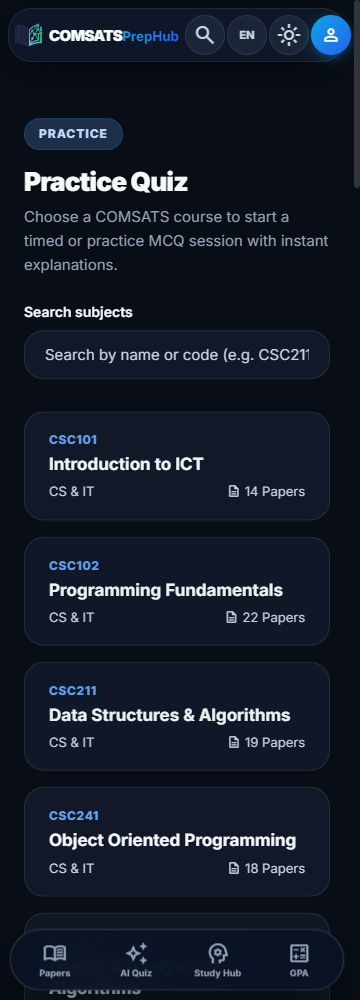 COMSATSPrepHub
EN
PRACTICE
Practice Quiz
Choose a COMSATS course to start a
timed or practice MCQ session with instant
explanations.
Search subjects
Search by name or code (e.g. CSC211
CSC101
Introduction to ICT
CS & IT 14 Papers
CSC102
Programming Fundamentals
CS & IT 22 Papers
CSC211
Data Structures & Algorithms
CS & IT 19 Papers
CSC241
Object Oriented Programming
CS & IT 18 Papers
Algorithms
Papers AI Quiz Study Hub GPA